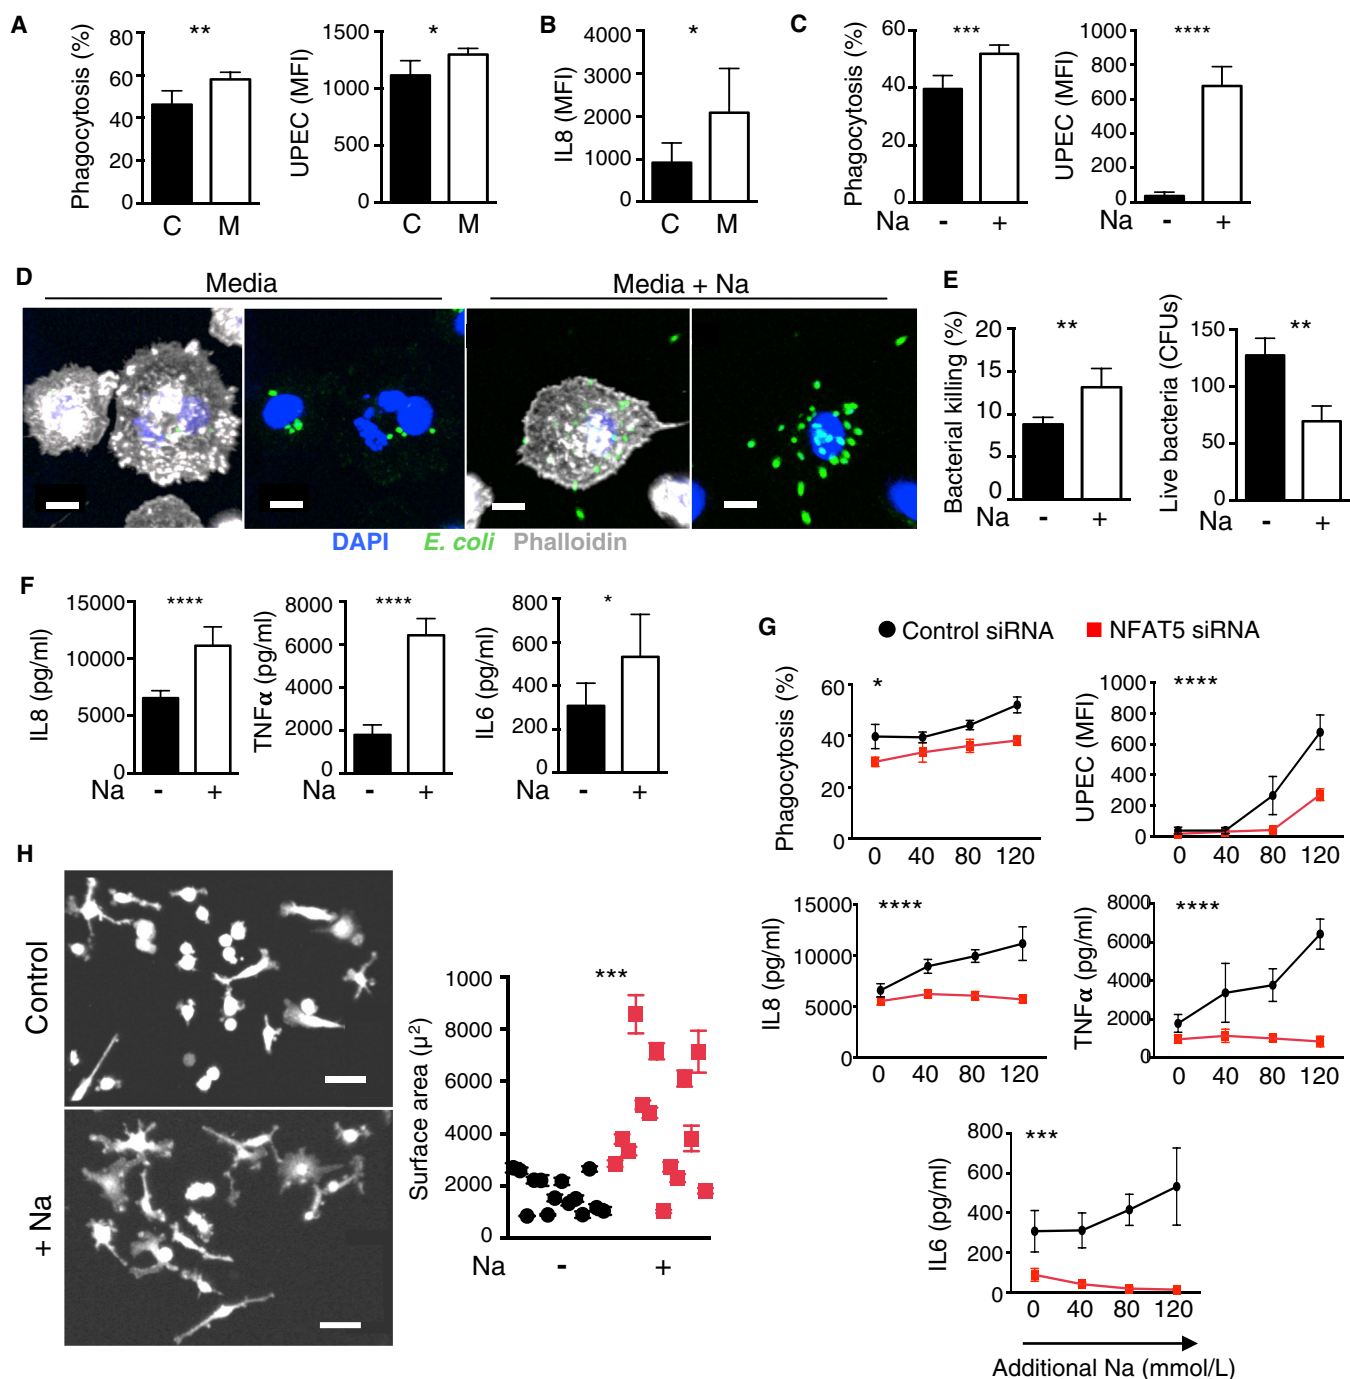 A
Phagocytosis (%)
80
60
40
20
0
**
C M
UPEC (MFI)
1500
1000
500
0
*
C M
B
IL8 (MFI)
4000
3000
2000
1000
0
*
C M
C
Phagocytosis (%)
60
40
20
0
***
Na - +
UPEC (MFI)
1000
800
600
400
200
0
****
- +
D
Media
Media + Na
DAPI E. coli Phalloidin
E
Bacterial killing (%)
20
15
10
5
0
**
Na - +
Live bacteria (CFUs)
150
100
50
0
**
Na - +
F
IL8 (pg/ml)
15000
10000
5000
0
****
Na - +
TNFα (pg/ml)
8000
6000
4000
2000
0
****
Na - +
IL6 (pg/ml)
800
600
400
200
0
*
Na - +
G
Control siRNA NFAT5 siRNA
Phagocytosis (%)
60
40
20
0
*
0 40 80 120
UPEC (MFI)
1000
800
600
400
200
0
****
0 40 80 120
IL8 (pg/ml)
15000
10000
5000
0
****
0 40 80 120
TNFα (pg/ml)
8000
6000
4000
2000
0
****
0 40 80 120
IL6 (pg/ml)
800
600
400
200
0
***
0 40 80 120
Additional Na (mmol/L)
H
Control
+ Na
Surface area (μ²)
1000
8000
6000
4000
2000
0
***
Na - +